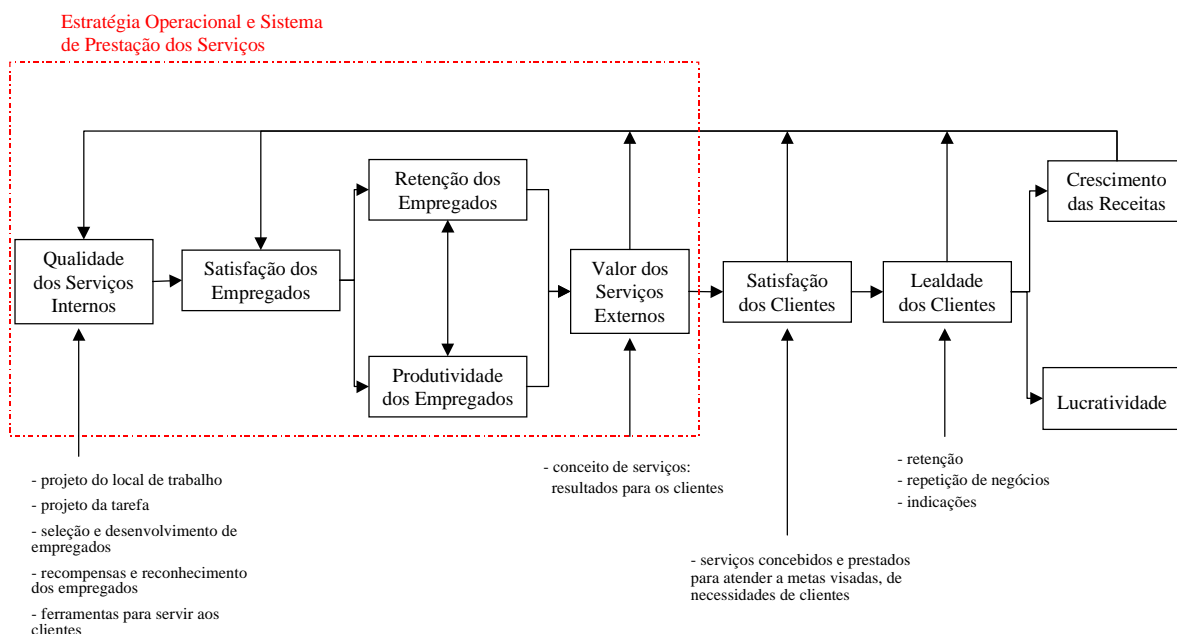 Estratégia Operacional e Sistema
de Prestação dos Serviços
Qualidade
dos Serviços
Internos
Satisfação dos
Empregados
Retenção dos
Empregados
Produtividade
dos Empregados
Valor dos
Serviços
Externos
Satisfação
dos Clientes
Lealdade
dos Clientes
Crescimento
das Receitas
Lucratividade
- projeto do local de trabalho
- projeto da tarefa
- seleção e desenvolvimento de
empregados
- recompensas e reconhecimento
dos empregados
- ferramentas para servir aos
clientes
- conceito de serviços:
resultados para os clientes
- serviços concebidos e prestados
para atender a metas visadas, de
necessidades de clientes
- retenção
- repetição de negócios
- indicações